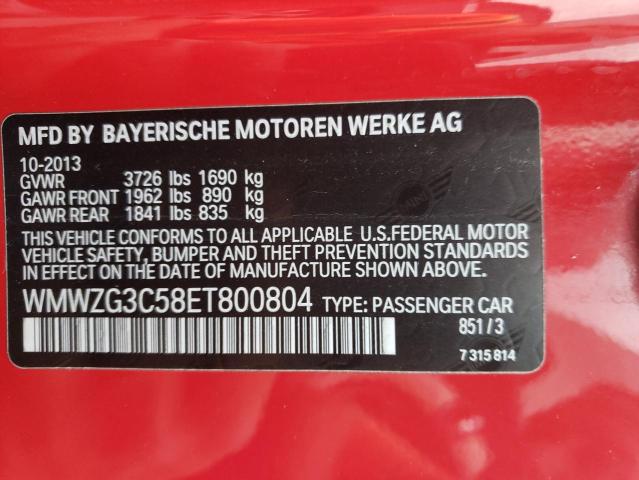 MFD BY BAYERISCHE MOTOREN WERKE AG
10-2013
GVWR 3726 lbs 1690 kg
GAWR FRONT 1962 lbs 890 kg
GAWR REAR 1841 lbs 835 kg
THIS VEHICLE CONFORMS TO ALL APPLICABLE U.S.FEDERAL MOTOR
VEHICLE SAFETY, BUMPER, AND THEFT PREVENTION STANDARDS
IN EFFECT ON THE DATE OF MANUFACTURE SHOWN ABOVE.
WMWZG3C58ET800804 TYPE: PASSENGER CAR
851/3
7 315 814